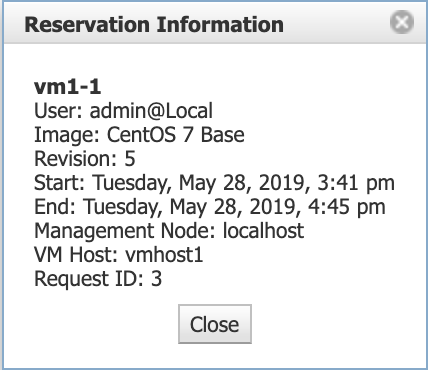 Reservation Information
vm1-1
User: admin@Local
Image: CentOS 7 Base
Revision: 5
Start: Tuesday, May 28, 2019, 3:41 pm
End: Tuesday, May 28, 2019, 4:45 pm
Management Node: localhost
VM Host: vmhost1
Request ID: 3
Close